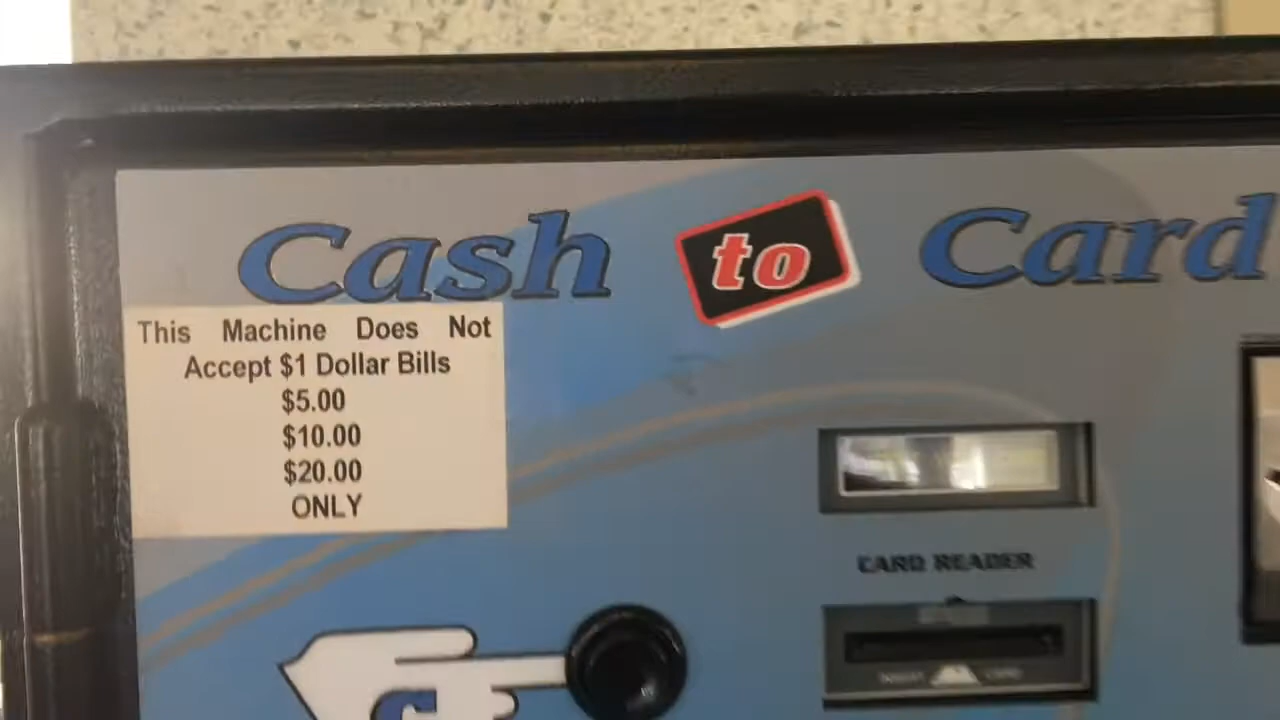 Cash to Card
This Machine Does Not
Accept $1 Dollar Bills
$5.00
$10.00
$20.00
ONLY
CARD READER